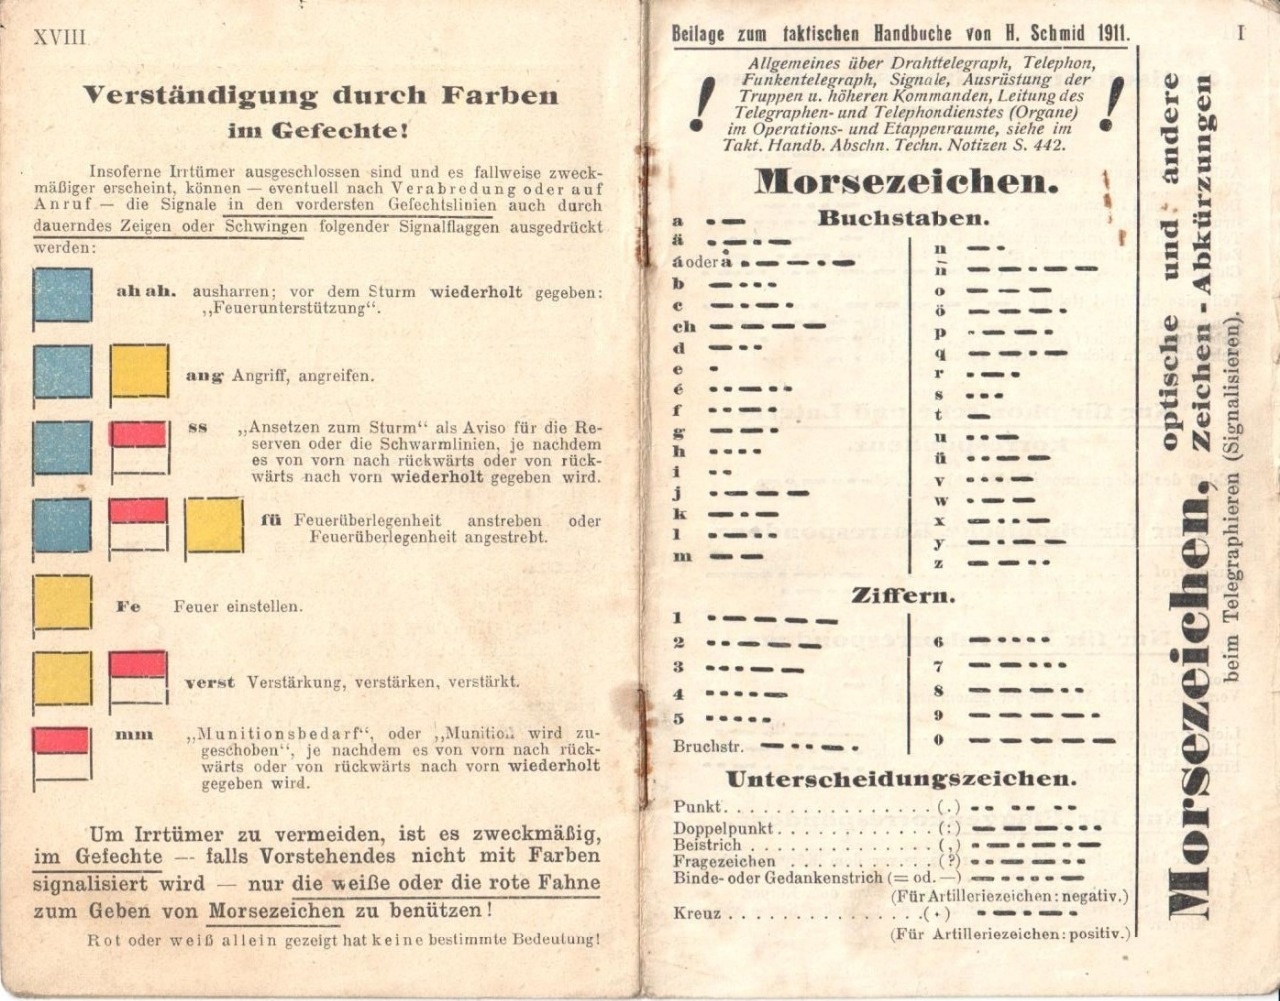 XVIII
Verständigung durch Farben
im Gefechte!
Insoferne Irrtümer ausgeschlossen sind und es fallweise zweck-
mäßiger erscheint, können — eventuell nach Verabredung oder auf
Anruf — die Signale in den vordersten Gefechtslinien auch durch
dauerndes Zeigen oder Schwingen folgender Signalflaggen ausgedrückt
werden:
ah ah. ausharren; vor dem Sturm wiederholt gegeben:
„Feuerunterstützung“.
ang Angriff, angreifen.
ss „Ansetzen zum Sturm“ als Aviso für die Re-
serven oder die Schwarmlinien, je nachdem
es von vorn nach rückwärts oder von rück-
wärts nach vorn wiederholt gegeben wird.
fü Feuerüberlegenheit anstreben oder
Feuerüberlegenheit angestrebt.
Fe Feuer einstellen.
verst Verstärkung, verstärken, verstärkt.
mm „Munitionsbedarf“, oder „Munition wird zu-
geschoben“, je nachdem es von vorn nach rück-
wärts oder von rückwärts nach vorn wiederholt
gegeben wird.
Um Irrtümer zu vermeiden, ist es zweckmäßig,
im Gefechte — falls Vorstehendes nicht mit Farben
signalisiert wird — nur die weiße oder die rote Fahne
zum Geben von Morsezeichen zu benützen!
Rot oder weiß allein gezeigt hat keine bestimmte Bedeutung!
Beilage zum taktischen Handbuche von H. Schmid 1911.
I
! Allgemeines über Drahttelegraph, Telephon, !
Funkentelegraph, Signale, Ausrüstung der
Truppen u. höheren Kommanden, Leitung des
Telegraphen- und Telephondienstes (Organe)
im Operations- und Etappenraume, siehe im
Takt. Handb. Abschn. Techn. Notizen S. 442.
Morsezeichen.
Buchstaben.
a ·−
ä ·−·−
á oder å ·−−·−
b −···
c −·−·
ch −−−−
d −··
e ·
é ··−··
f ··−·
g −−·
h ····
i ··
j ·−−−
k −·−
l ·−··
m −−
n −·
ñ −−·−−
o −−−
ö −−−·
p ·−−·
q −−·−
r ·−·
s ···
t −
u ··−
ü ··−−
v ···−
w ·−−
x −··−
y −·−−
z −−··
Ziffern.
1 ·−−−−
2 ··−−−
3 ···−−
4 ····−
5 ·····
Bruchstr.
6 −····
7 −−···
8 −−−··
9 −−−−·
0 −−−−−
Unterscheidungszeichen.
Punkt. . . . . . . . . . . . . . . . (.) ·· ·· ··
Doppelpunkt . . . . . . . . . . . . (:) −−−···
Beistrich . . . . . . . . . . . . . . (,) ·−·−·−
Fragezeichen . . . . . . . . . . . (?) ··−−··
Binde- oder Gedankenstrich (= od. —) −····−
(Für Artilleriezeichen: negativ.)
Kreuz . . . . . . . . . . . . . . . (+) ·−·−·
(Für Artilleriezeichen: positiv.)
Morsezeichen, optische und andere
Zeichen - Abkürzungen
beim Telegraphieren (Signalisieren).